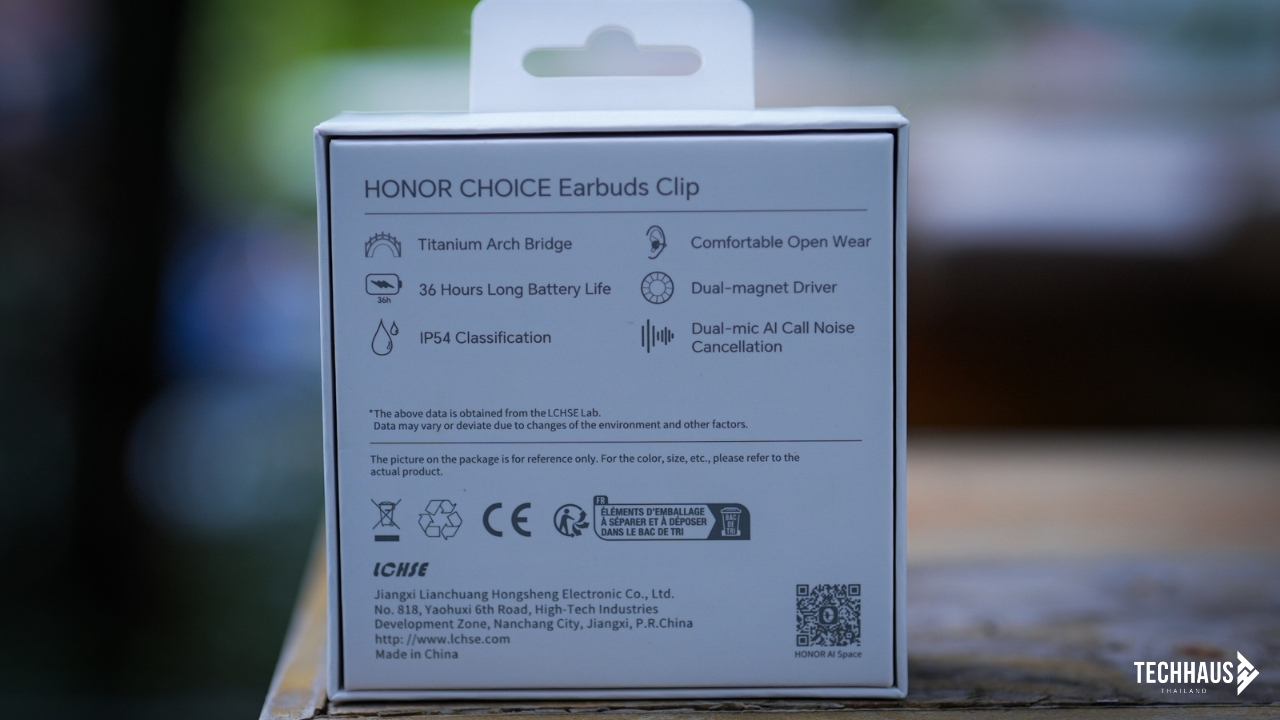 HONOR CHOICE Earbuds Clip
Titanium Arch Bridge
Comfortable Open Wear
36h
36 Hours Long Battery Life
Dual-magnet Driver
IP54 Classification
Dual-mic AI Call Noise
Cancellation
*The above data is obtained from the LCHSE Lab.
Data may vary or deviate due to changes of the environment and other factors.
The picture on the package is for reference only. For the color, size, etc., please refer to the
actual product.
CE
FR
ÉLÉMENTS D'EMBALLAGE
À SÉPARER ET À DÉPOSER
DANS LE BAC DE TRI
BAC
DE
TRI
LCHSE
Jiangxi Lianchuang Hongsheng Electronic Co., Ltd.
No. 818, Yaohuxi 6th Road, High-Tech Industries
Development Zone, Nanchang City, Jiangxi, P.R.China
http: //www.lchse.com
Made in China
HONOR AI Space
TECHHAUS
THAILAND